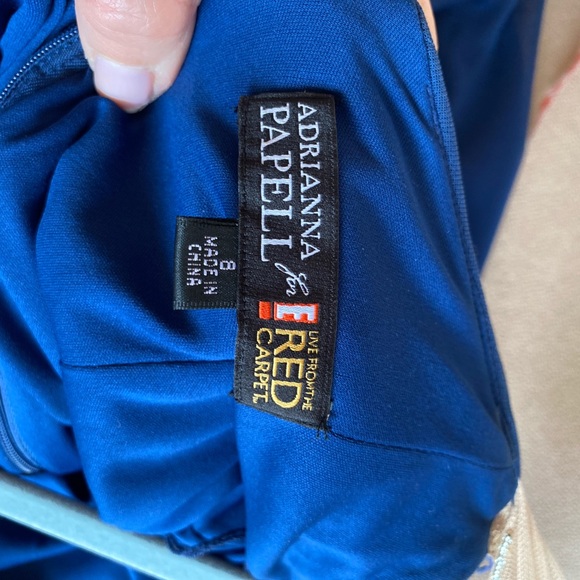 ADRIANNA
PAPELL
for
E!
LIVE FROM THE
RED
CARPET
8
MADE IN
CHINA